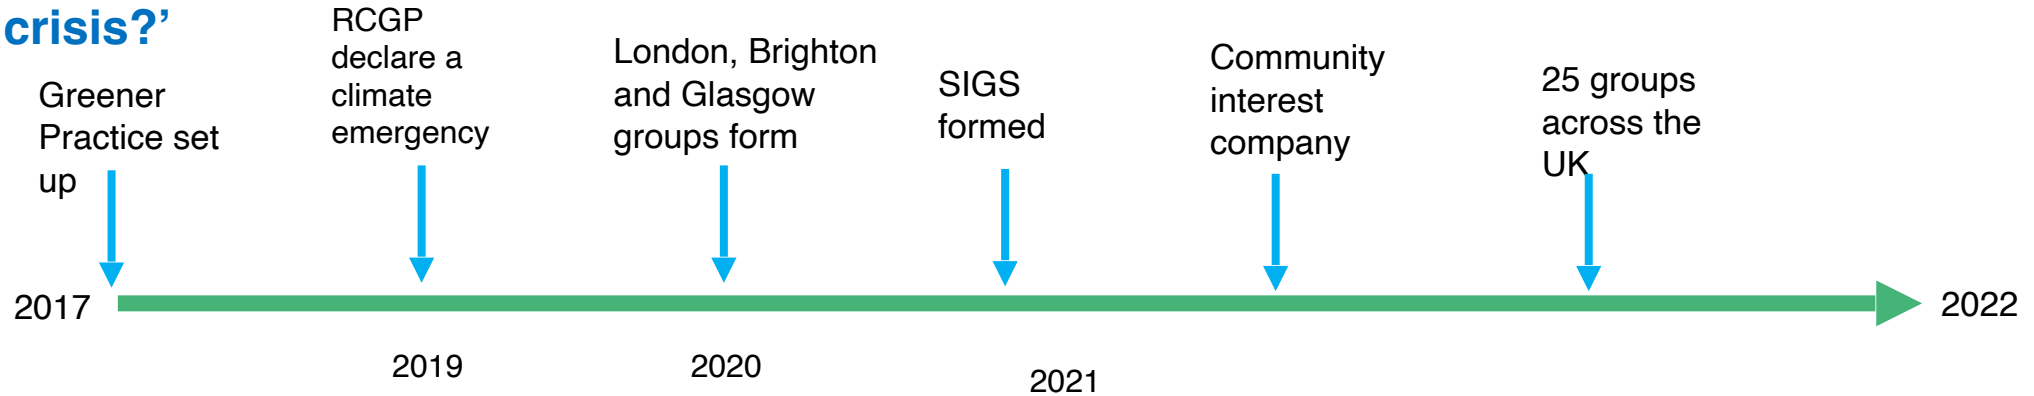 crisis?’
Greener
Practice set
up
RCGP
declare a
climate
emergency
London, Brighton
and Glasgow
groups form
SIGS
formed
Community
interest
company
25 groups
across the
UK
2017
2022
2019
2020
2021